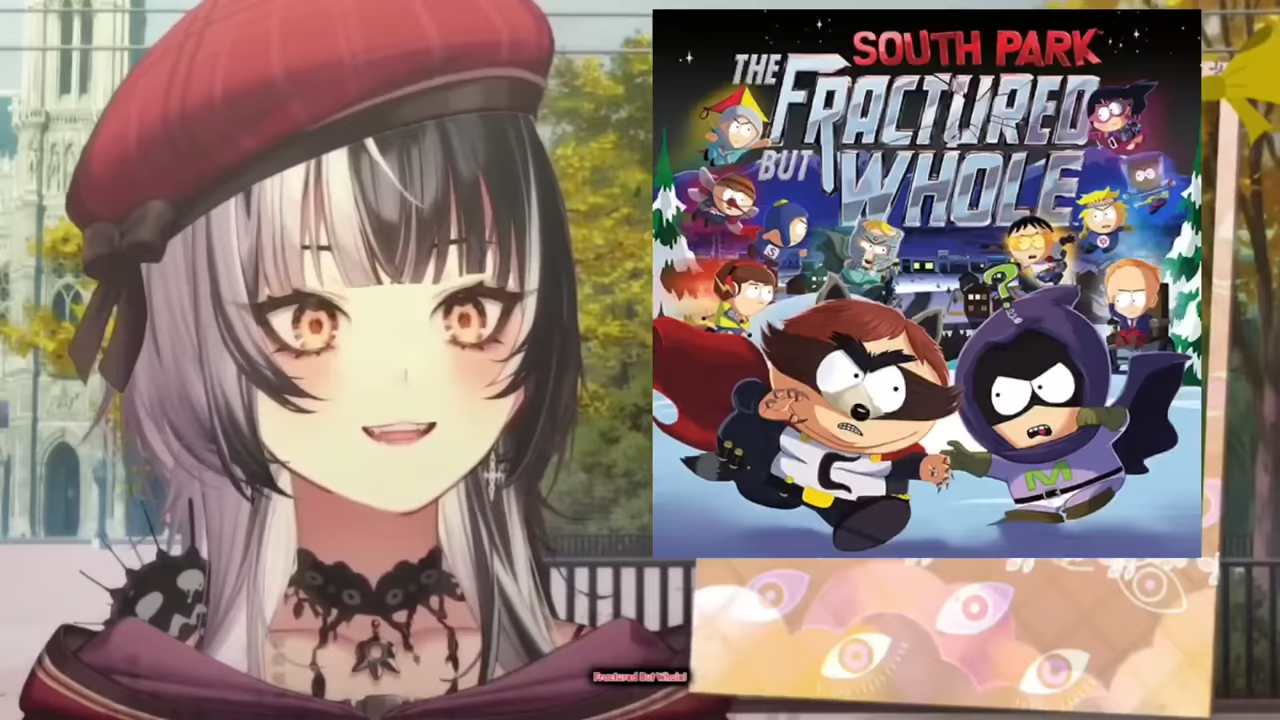 SOUTH PARK
THE FRACTURED
BUT WHOLE
Fractured But Whole!